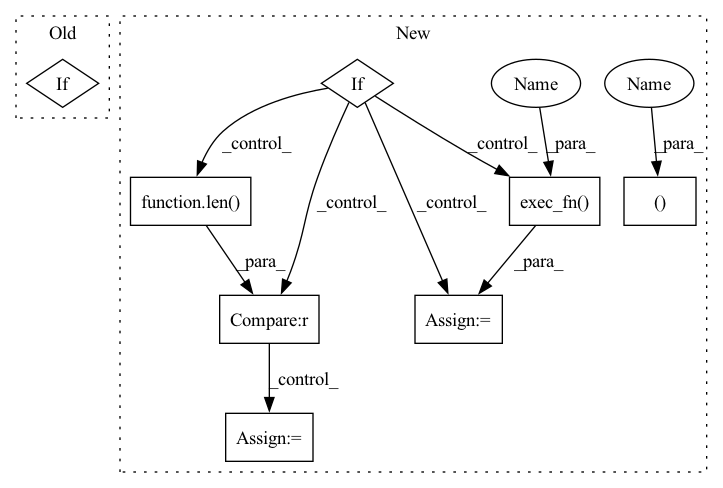 Old
New
If
If
Name
Name
_control_
_control_
_para_
_para_
function.len()
_control_
_control_
exec_fn()
()
_para_
_para_
Compare:r
Assign:=
_control_
Assign:=